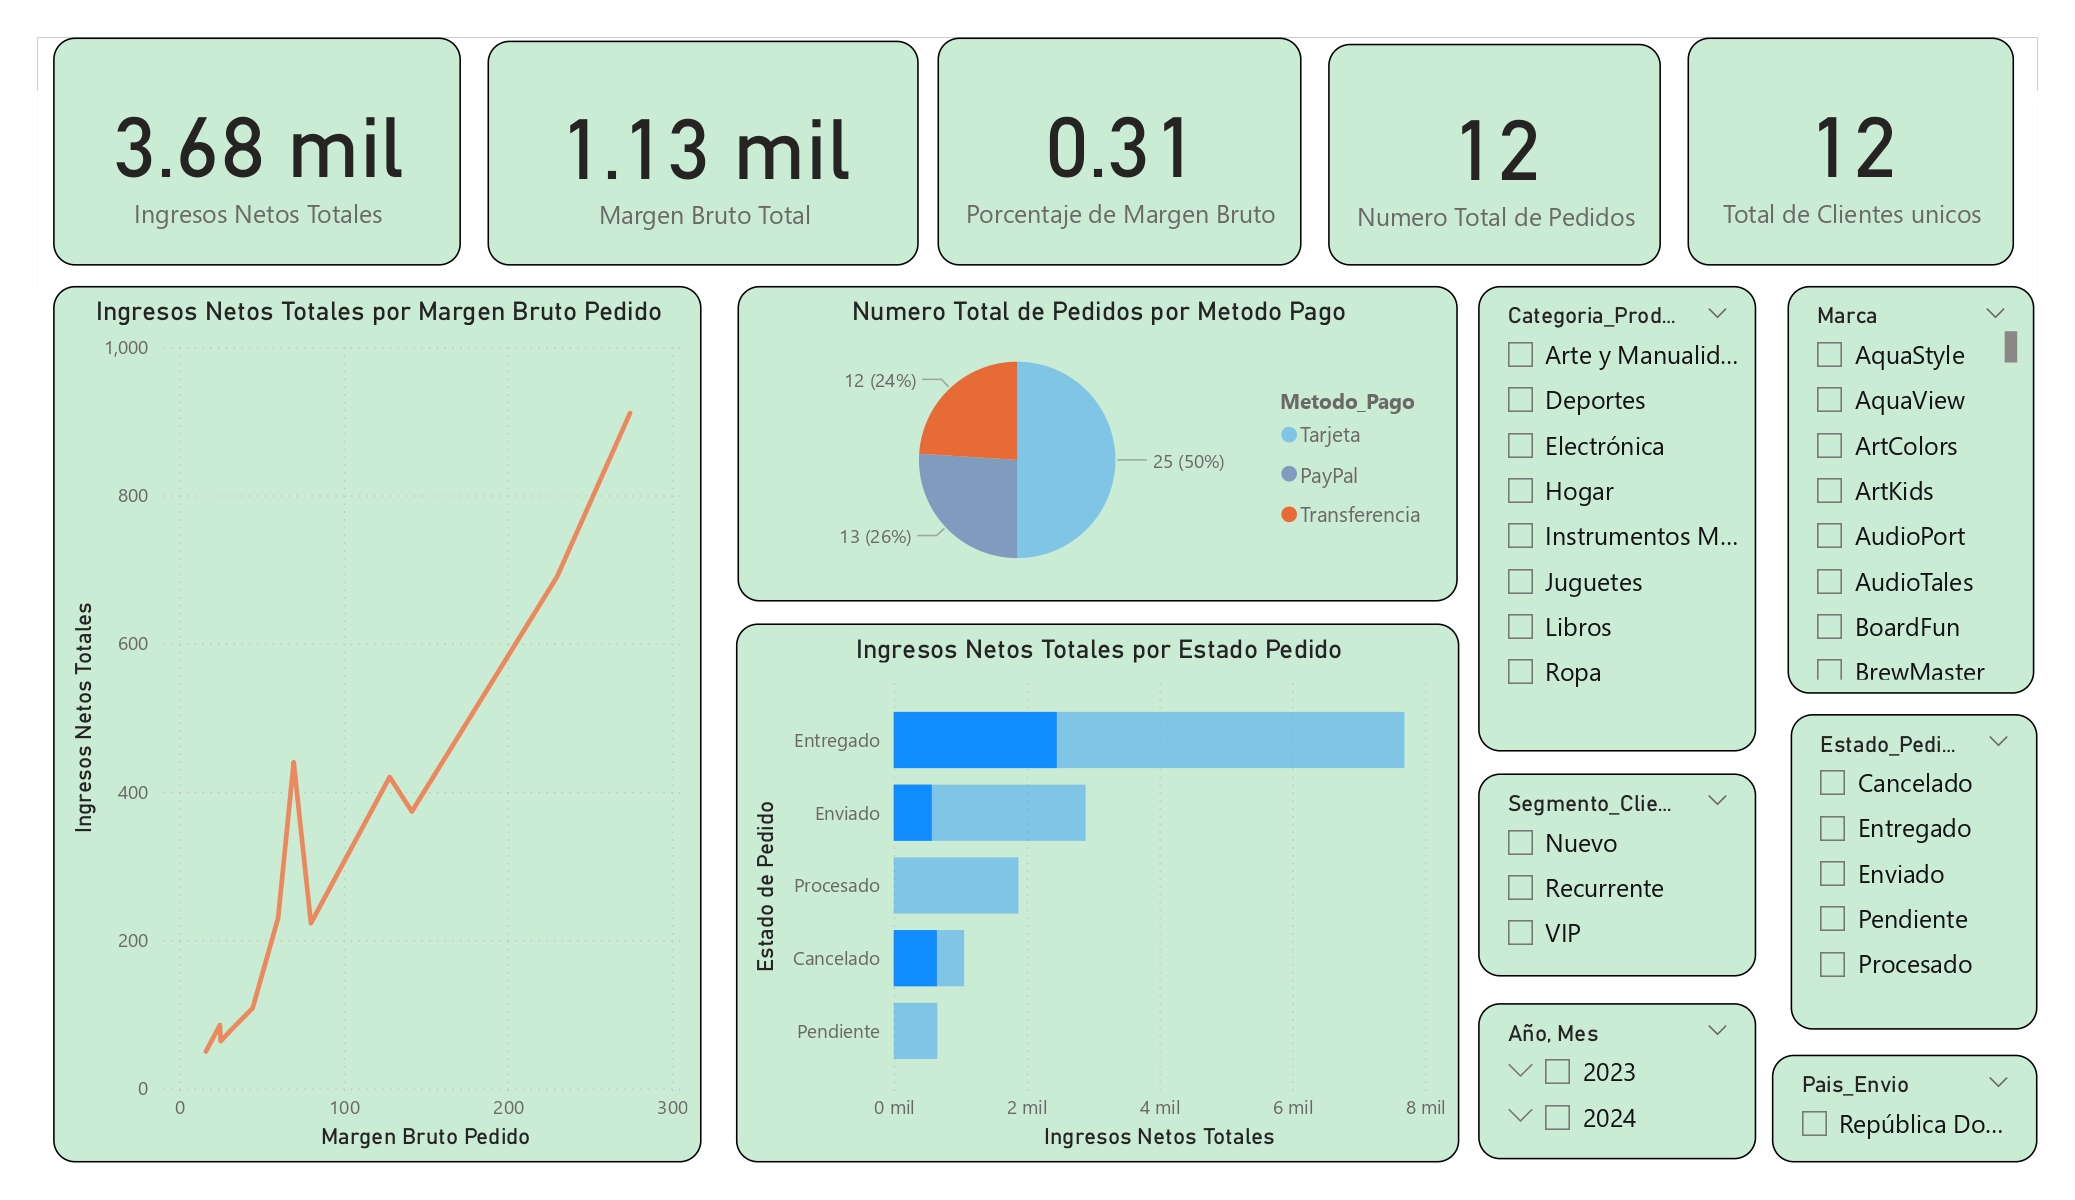 3.68 mil
Ingresos Netos Totales
1.13 mil
Margen Bruto Total
0.31
Porcentaje de Margen Bruto
12
Numero Total de Pedidos
12
Total de Clientes unicos
Ingresos Netos Totales por Margen Bruto Pedido
Ingresos Netos Totales
1,000
800
600
400
200
0
0 100 200 300
Margen Bruto Pedido
Numero Total de Pedidos por Metodo Pago
12 (24%)
25 (50%)
13 (26%)
Metodo_Pago
Tarjeta
PayPal
Transferencia
Ingresos Netos Totales por Estado Pedido
Estado de Pedido
Entregado
Enviado
Procesado
Cancelado
Pendiente
0 mil 2 mil 4 mil 6 mil 8 mil
Ingresos Netos Totales
Categoria_Prod...
Arte y Manualid...
Deportes
Electrónica
Hogar
Instrumentos M...
Juguetes
Libros
Ropa
Marca
AquaStyle
AquaView
ArtColors
ArtKids
AudioPort
AudioTales
BoardFun
BrewMaster
Segmento_Clie...
Nuevo
Recurrente
VIP
Estado_Pedi...
Cancelado
Entregado
Enviado
Pendiente
Procesado
Año, Mes
2023
2024
Pais_Envio
República Do...